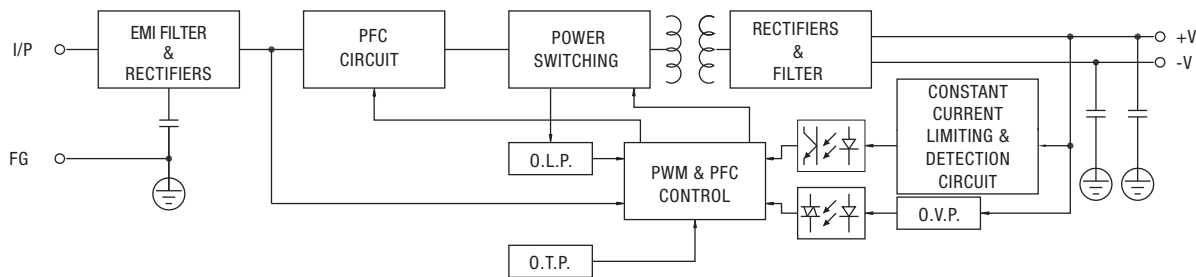 I/P
EMI FILTER
&
RECTIFIERS
PFC
CIRCUIT
POWER
SWITCHING
RECTIFIERS
&
FILTER
+V
-V
FG
O.L.P.
PWM & PFC
CONTROL
CONSTANT
CURRENT
LIMITING &
DETECTION
CIRCUIT
O.V.P.
O.T.P.